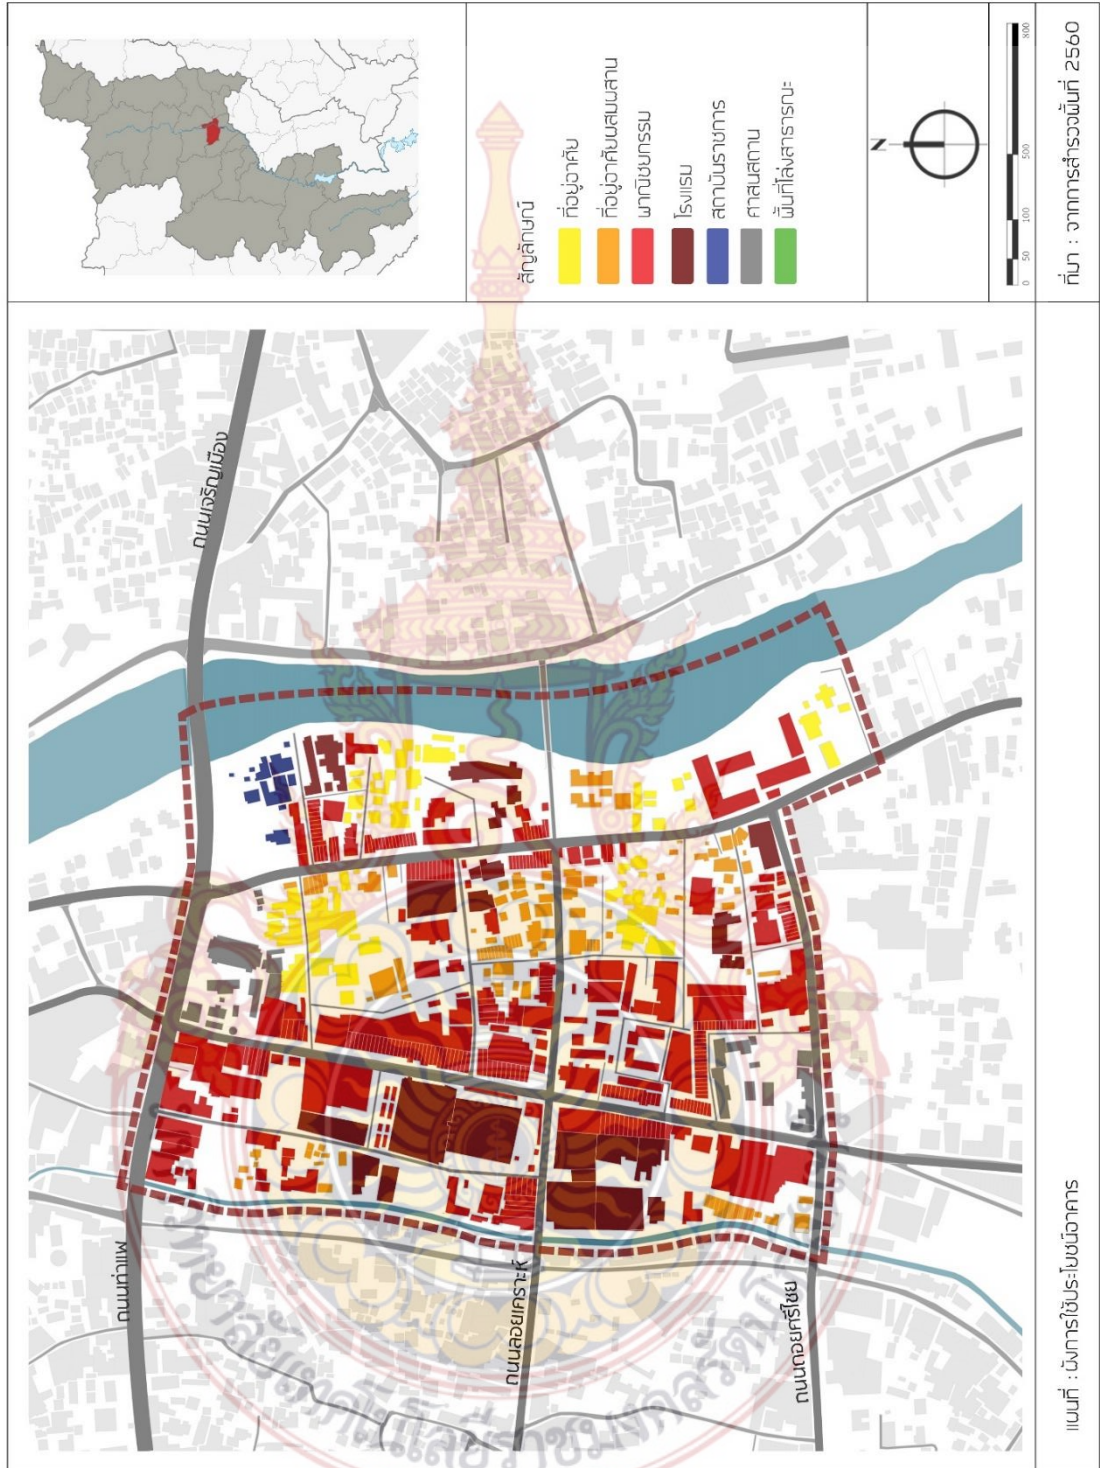 สัญลักษณ์
ที่อยู่อาศัย
ที่อยู่อาศัยผสมผสาน
พาณิชยกรรม
โรงแรม
สถาบันราชการ
ศาสนสถาน
พื้นที่โล่งสาธารณะ
N
0 50 100 500 800
ที่มา : จากการสำรวจพื้นที่ 2560
ถนนเจริญเมือง
ถนนท่าแพ
ถนนลอยเคราะห์
ถนนดอยศรีไชย
แผนที่ : ผังการใช้ประโยชน์อาคาร